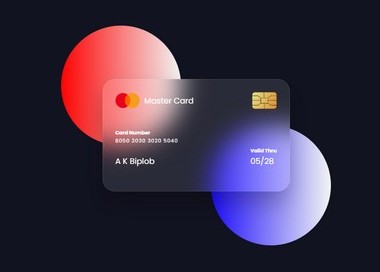 Master Card
Card Number
8050 3030 3020 5040
Valid Thru
A K Biplob
05/28